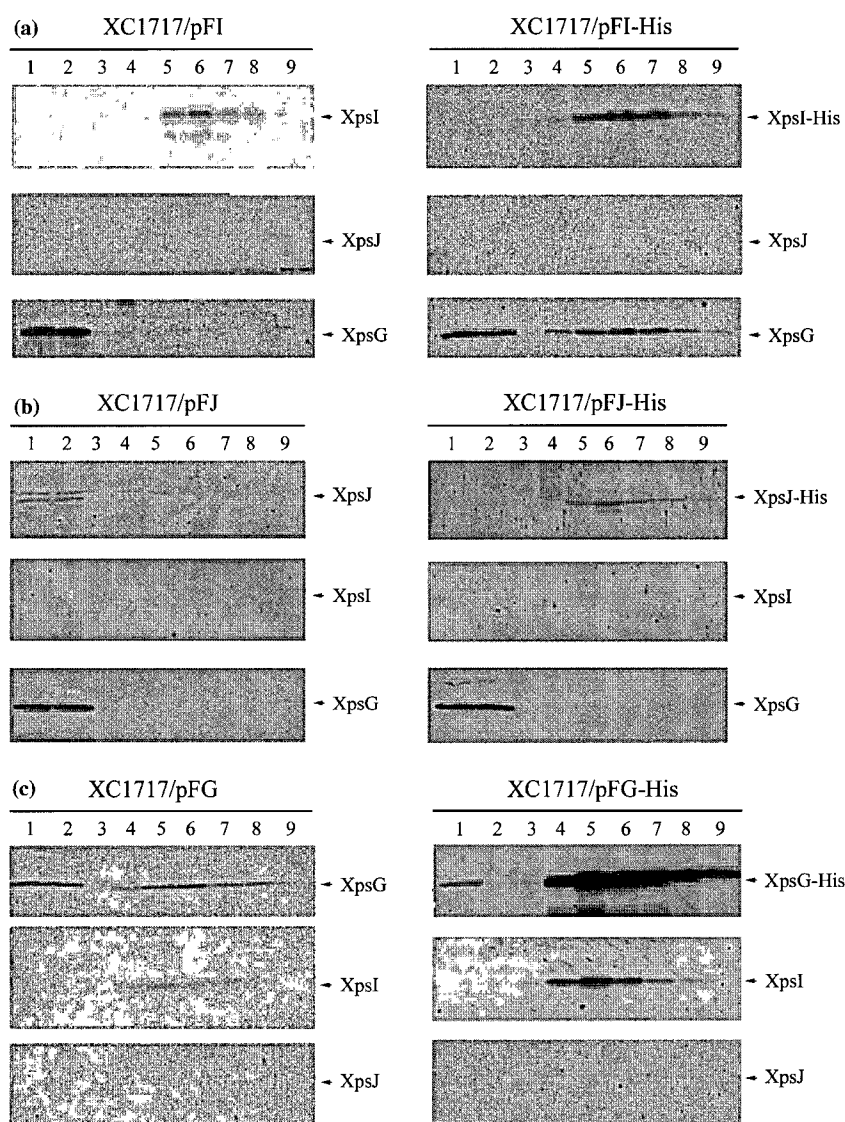 (a) XC1717/pFI XC1717/pFI-His
1 2 3 4 5 6 7 8 9 1 2 3 4 5 6 7 8 9
XpsI XpsI-His
XpsJ XpsJ
XpsG XpsG
(b) XC1717/pFJ XC1717/pFJ-His
1 2 3 4 5 6 7 8 9 1 2 3 4 5 6 7 8 9
XpsJ XpsJ-His
XpsI XpsI
XpsG XpsG
(c) XC1717/pFG XC1717/pFG-His
1 2 3 4 5 6 7 8 9 1 2 3 4 5 6 7 8 9
XpsG XpsG-His
XpsI XpsI
XpsJ XpsJ